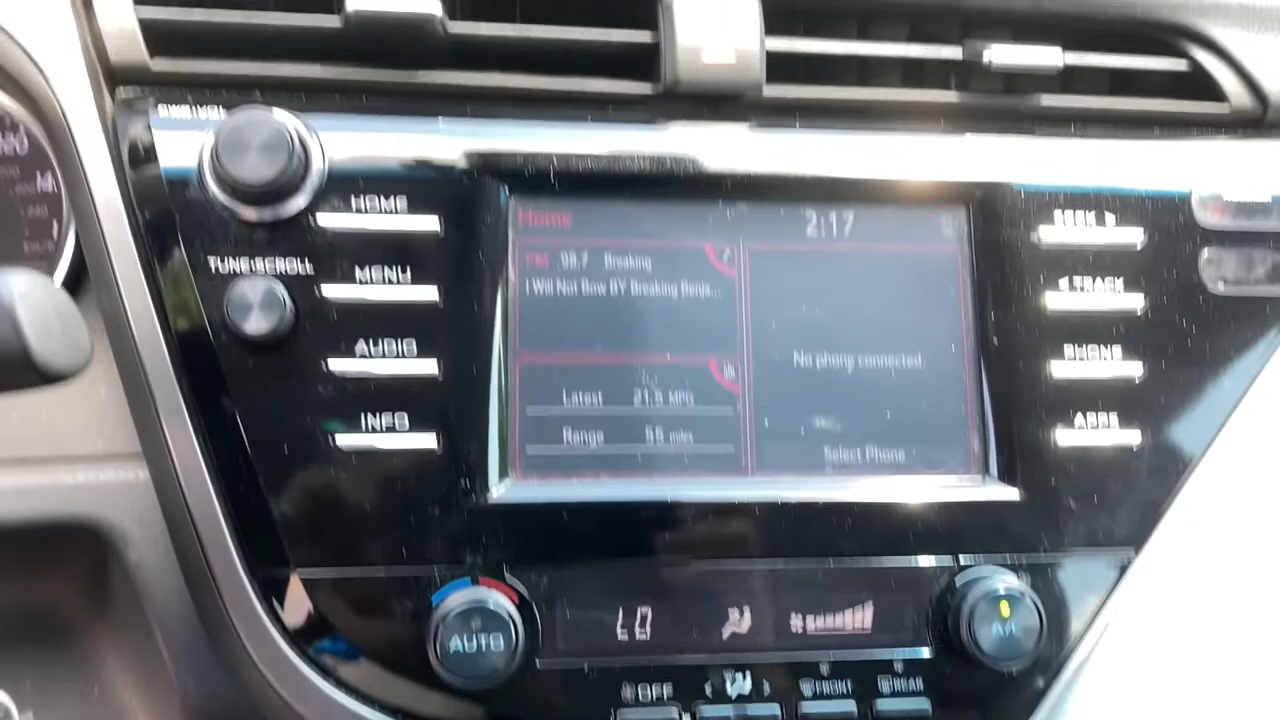 PWR·VOL
HOME
TUNE·SCROLL
MENU
AUDIO
INFO
Home
2:17
FM 98.7 Breaking
I Will Not Bow BY Breaking Benja...
Latest 21.3 MPG
Range 55 miles
No phone connected.
Select Phone
SEEK
TRACK
PHONE
APPS
AUTO
LO
OFF
FRONT
REAR